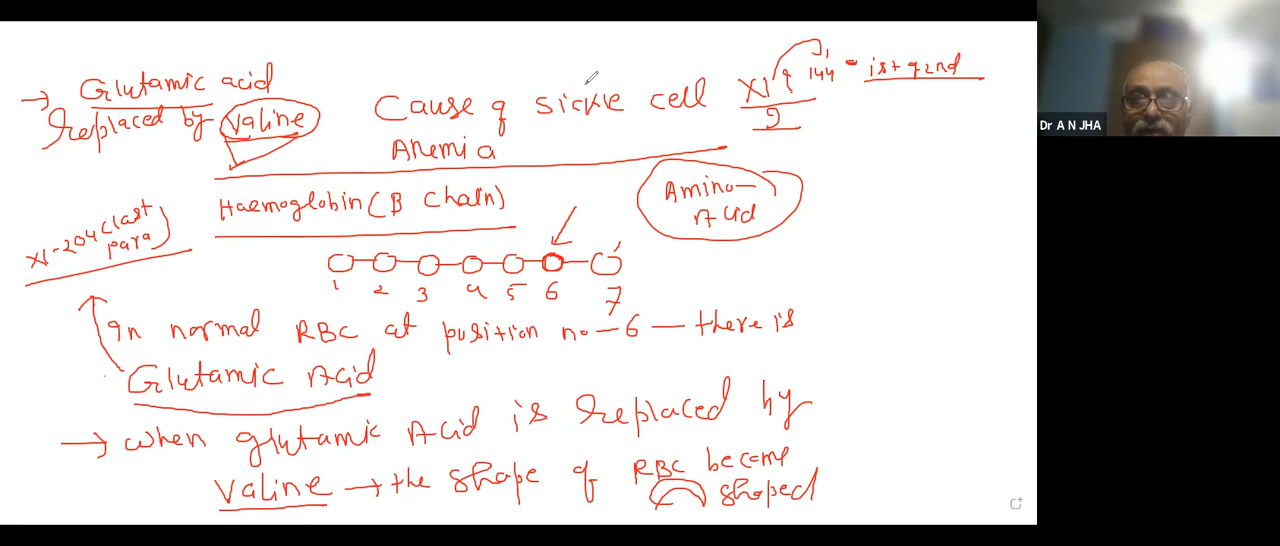 → Glutamic acid
replaced by Valine
Cause of Sickle cell
Anemia
XI 144 - 1st & 2nd
9
Haemoglobin (B Chain)
Amino-
Acid
XI-204 (last
para)
1 2 3 4 5 6 7
In normal RBC at position no-6-there is
Glutamic Acid
→ when glutamic Acid is replaced by
Valine → the shape of RBC become
shaped
Dr A N JHA